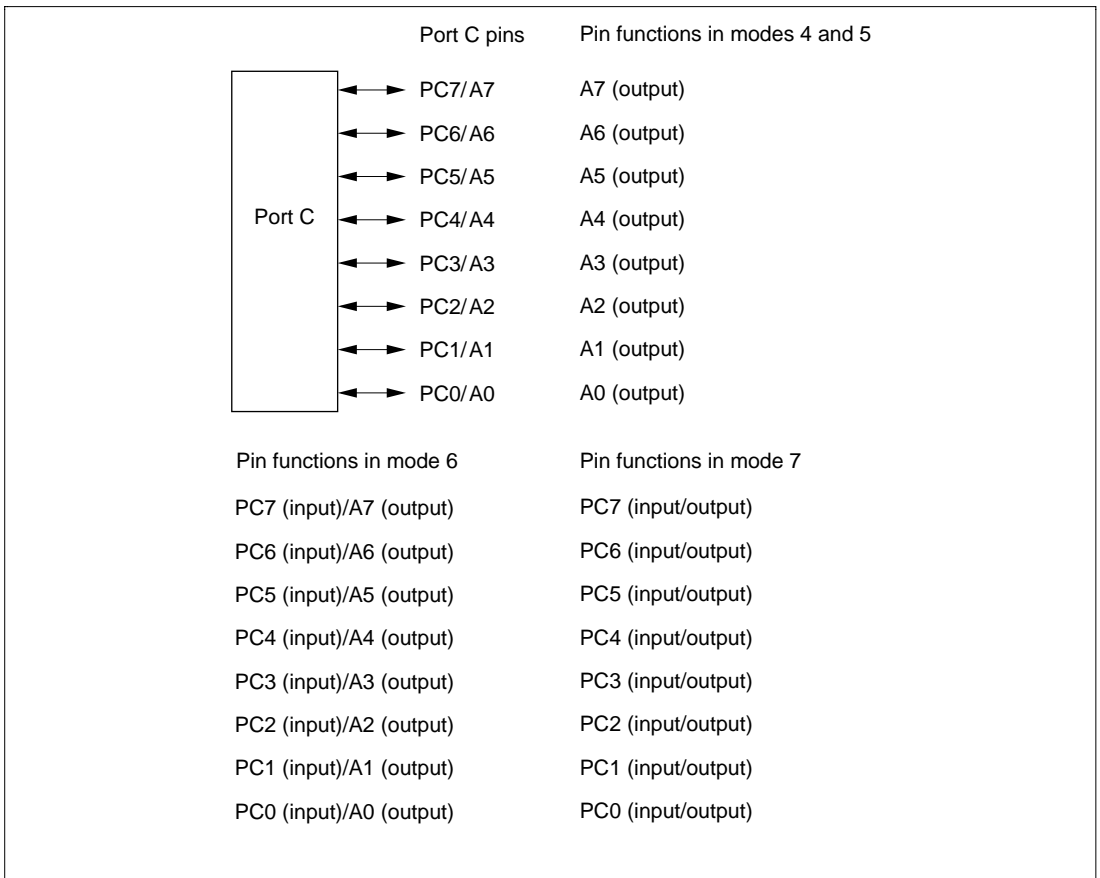 Port C pins Pin functions in modes 4 and 5
PC7/A7 A7 (output)
PC6/A6 A6 (output)
PC5/A5 A5 (output)
Port C PC4/A4 A4 (output)
PC3/A3 A3 (output)
PC2/A2 A2 (output)
PC1/A1 A1 (output)
PC0/A0 A0 (output)
Pin functions in mode 6 Pin functions in mode 7
PC7 (input)/A7 (output) PC7 (input/output)
PC6 (input)/A6 (output) PC6 (input/output)
PC5 (input)/A5 (output) PC5 (input/output)
PC4 (input)/A4 (output) PC4 (input/output)
PC3 (input)/A3 (output) PC3 (input/output)
PC2 (input)/A2 (output) PC2 (input/output)
PC1 (input)/A1 (output) PC1 (input/output)
PC0 (input)/A0 (output) PC0 (input/output)